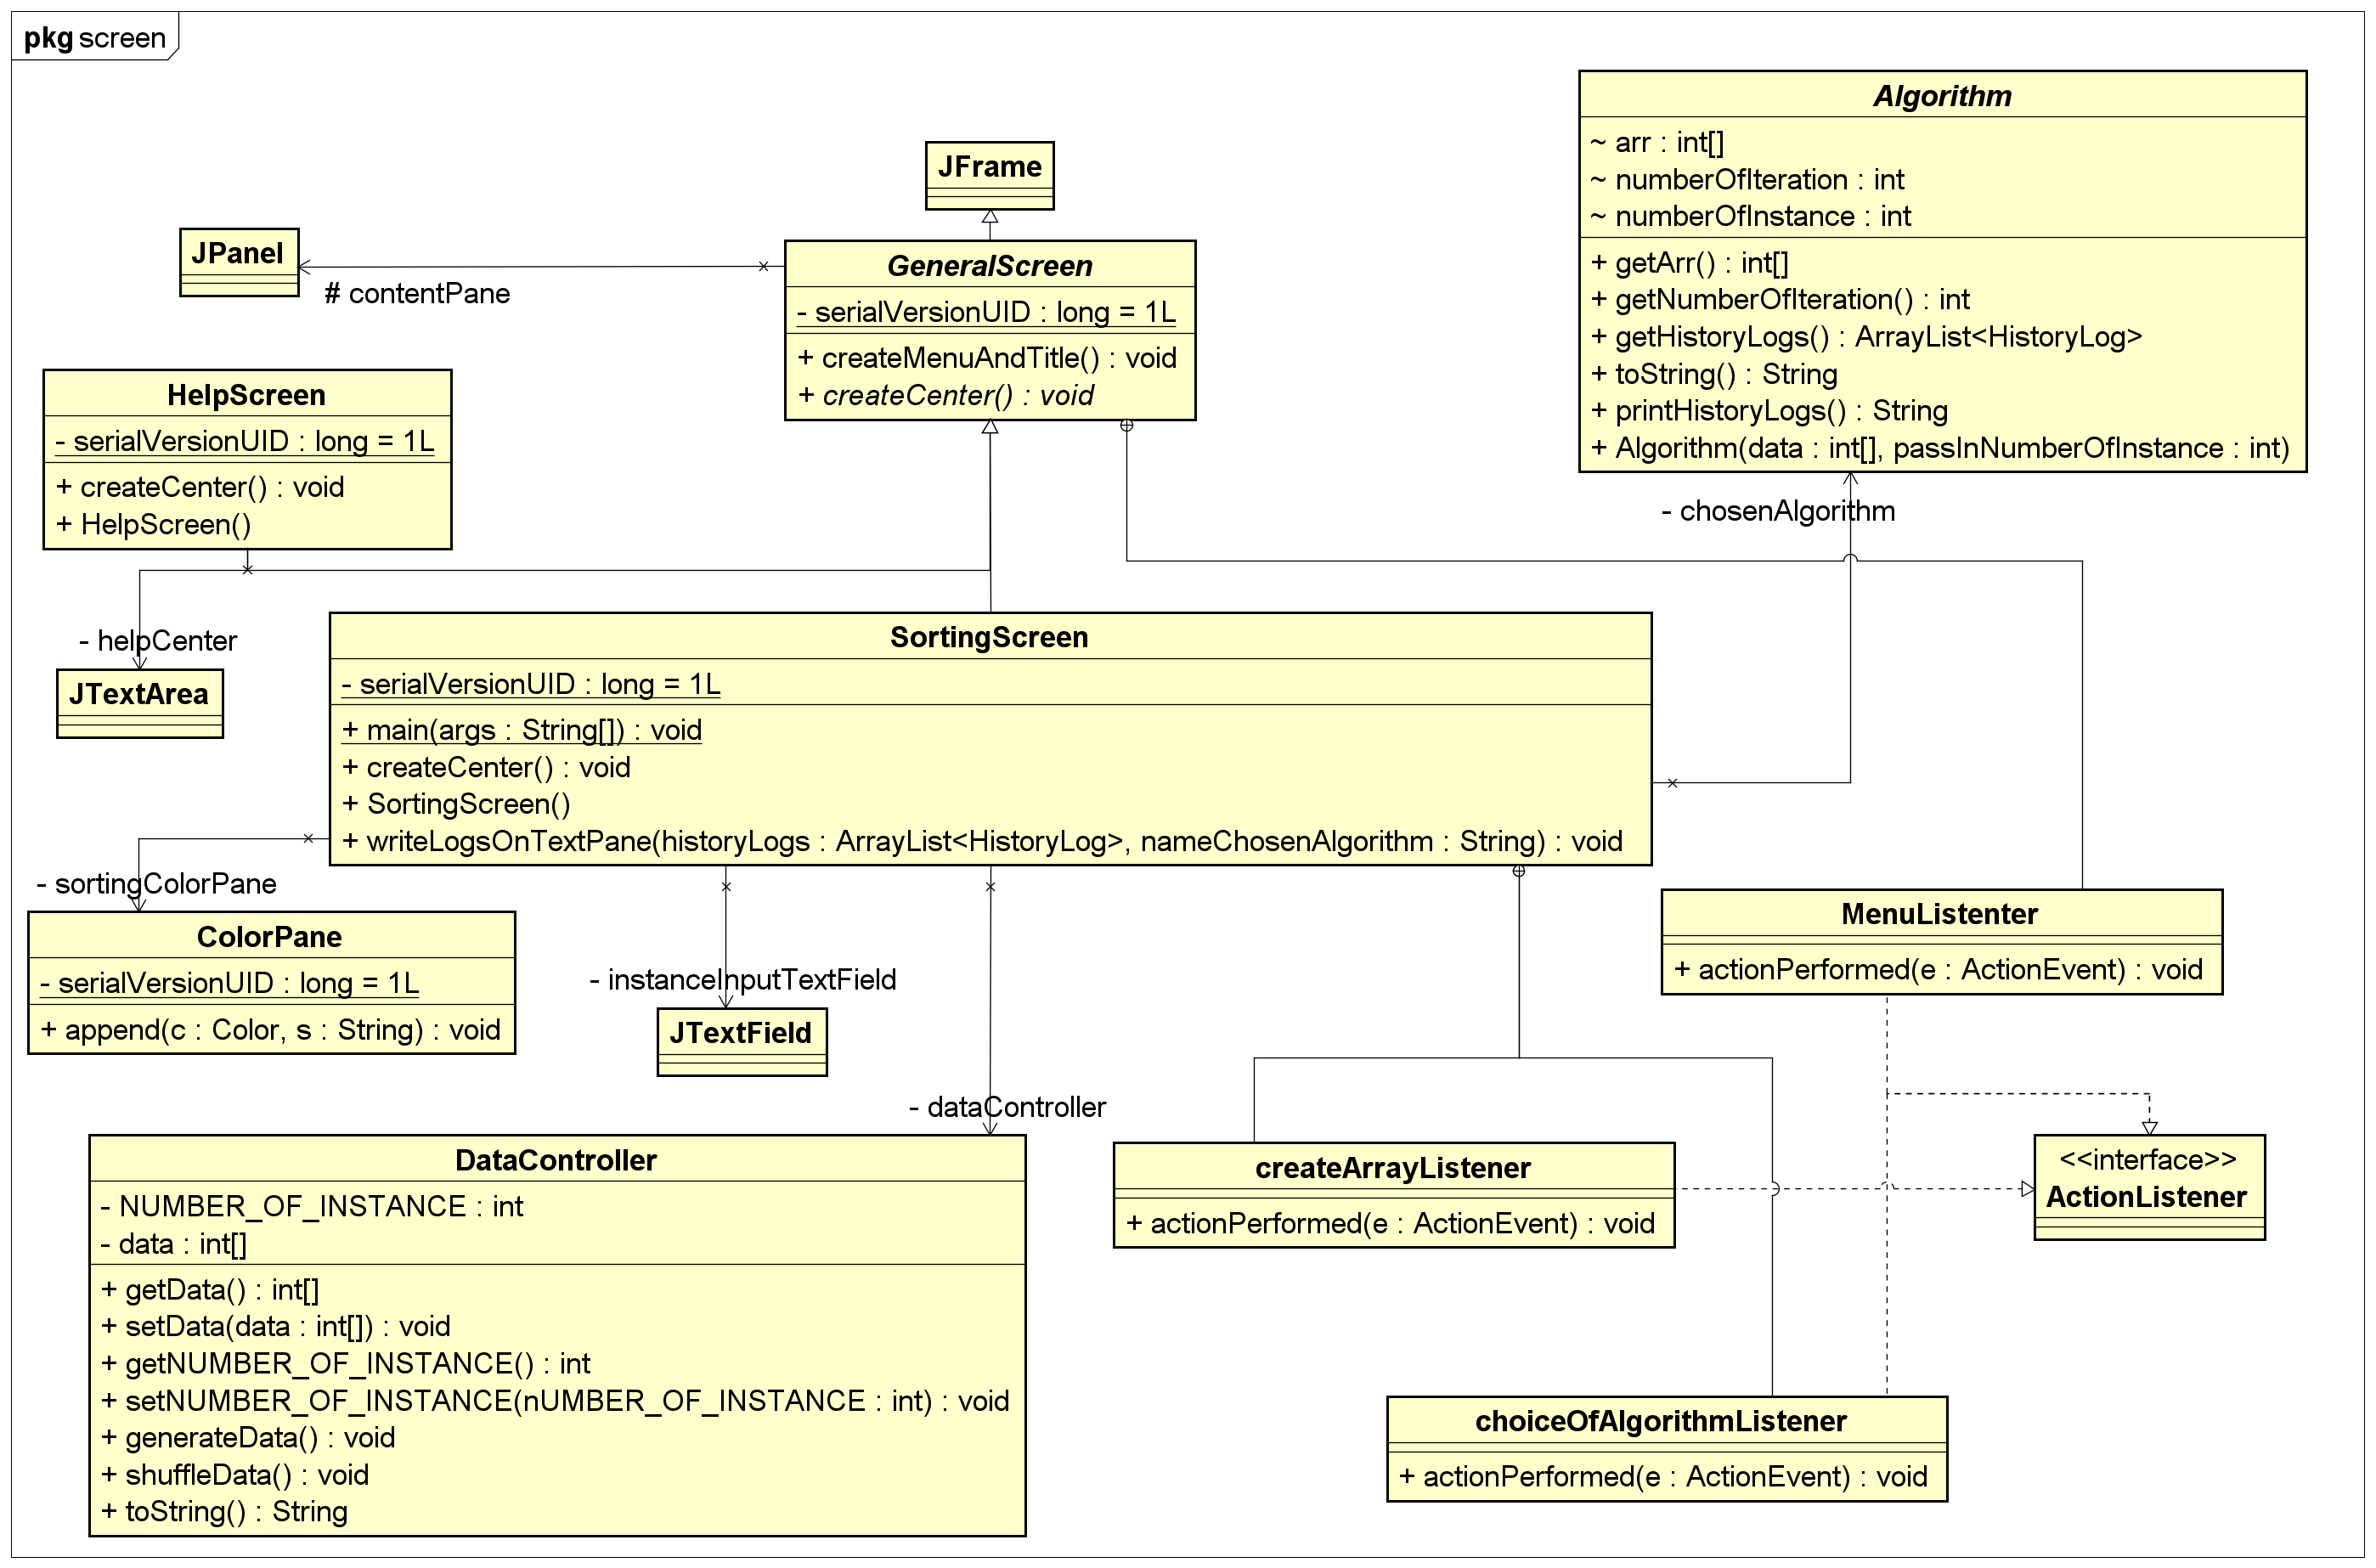 pkg screen
Algorithm
~ arr : int[]
~ numberOfIteration : int
~ numberOfInstance : int
+ getArr() : int[]
+ getNumberOfIteration() : int
+ getHistoryLogs() : ArrayList<HistoryLog>
+ toString() : String
+ printHistoryLogs() : String
+ Algorithm(data : int[], passInNumberOfInstance : int)
JFrame
JPanel
# contentPane
GeneralScreen
- serialVersionUID : long = 1L
+ createMenuAndTitle() : void
+ createCenter() : void
HelpScreen
- serialVersionUID : long = 1L
+ createCenter() : void
+ HelpScreen()
- chosenAlgorithm
- helpCenter
JTextArea
SortingScreen
- serialVersionUID : long = 1L
+ main(args : String[]) : void
+ createCenter() : void
+ SortingScreen()
+ writeLogsOnTextPane(historyLogs : ArrayList<HistoryLog>, nameChosenAlgorithm : String) : void
- sortingColorPane
ColorPane
- serialVersionUID : long = 1L
+ append(c : Color, s : String) : void
- instanceInputTextField
JTextField
MenuListenter
+ actionPerformed(e : ActionEvent) : void
- dataController
DataController
- NUMBER_OF_INSTANCE : int
- data : int[]
+ getData() : int[]
+ setData(data : int[]) : void
+ getNUMBER_OF_INSTANCE() : int
+ setNUMBER_OF_INSTANCE(nUMBER_OF_INSTANCE : int) : void
+ generateData() : void
+ shuffleData() : void
+ toString() : String
createArrayListener
+ actionPerformed(e : ActionEvent) : void
<<interface>>
ActionListener
choiceOfAlgorithmListener
+ actionPerformed(e : ActionEvent) : void